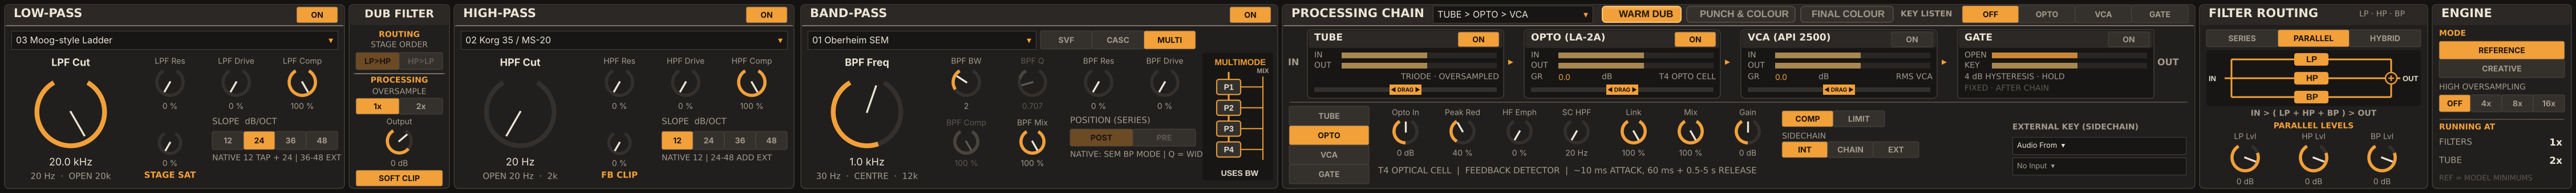 LOW-PASS
ON
03 Moog-style Ladder ▾
LPF Cut
20.0 kHz
20 Hz · OPEN 20k
LPF Res
0 %
LPF Drive
0 %
LPF Comp
100 %
0 %
STAGE SAT
SLOPE dB/OCT
12 24 36 48
NATIVE 12 TAP + 24 | 36-48 EXT
DUB FILTER
ROUTING
STAGE ORDER
LP>HP HP>LP
PROCESSING
OVERSAMPLE
1x 2x
Output
0 dB
SOFT CLIP
HIGH-PASS
ON
02 Korg 35 / MS-20 ▾
HPF Cut
20 Hz
OPEN 20 Hz · 2k
HPF Res
0 %
HPF Drive
0 %
HPF Comp
100 %
0 %
FB CLIP
SLOPE dB/OCT
12 24 36 48
NATIVE 12 | 24-48 ADD EXT
BAND-PASS
ON
01 Oberheim SEM ▾
SVF CASC MULTI
BPF Freq
1.0 kHz
30 Hz · CENTRE · 12k
BPF BW
2
BPF Q
0.707
BPF Res
0 %
BPF Drive
0 %
BPF Comp
100 %
BPF Mix
100 %
POSITION (SERIES)
POST PRE
NATIVE: SEM BP MODE | Q = WID
MULTIMODE
MIX
P1
P2
P3
P4
USES BW
PROCESSING CHAIN
TUBE > OPTO > VCA ▾
WARM DUB PUNCH & COLOUR FINAL COLOUR
KEY LISTEN OFF OPTO VCA GATE
IN
TUBE ON
IN
OUT
TRIODE · OVERSAMPLED
◀ DRAG ▶
OPTO (LA-2A) ON
IN
OUT
GR 0.0 dB T4 OPTO CELL
◀ DRAG ▶
VCA (API 2500) ON
IN
OUT
GR 0.0 dB RMS VCA
◀ DRAG ▶
GATE ON
OPEN
KEY
4 dB HYSTERESIS · HOLD
FIXED · AFTER CHAIN
OUT
TUBE
OPTO
VCA
GATE
Opto In
0 dB
Peak Red
40 %
HF Emph
0 %
SC HPF
20 Hz
Link
100 %
Mix
100 %
Gain
0 dB
COMP LIMIT
SIDECHAIN
INT CHAIN EXT
T4 OPTICAL CELL | FEEDBACK DETECTOR | ~10 ms ATTACK, 60 ms + 0.5-5 s RELEASE
EXTERNAL KEY (SIDECHAIN)
Audio From ▾
No Input ▾
FILTER ROUTING
LP · HP · BP
SERIES PARALLEL HYBRID
LP
IN HP + OUT
BP
IN > ( LP + HP + BP ) > OUT
PARALLEL LEVELS
LP Lvl HP Lvl BP Lvl
0 dB 0 dB 0 dB
ENGINE
MODE
REFERENCE
CREATIVE
HIGH OVERSAMPLING
OFF 4x 8x 16x
RUNNING AT
FILTERS 1x
TUBE 2x
REF = MODEL MINIMUMS